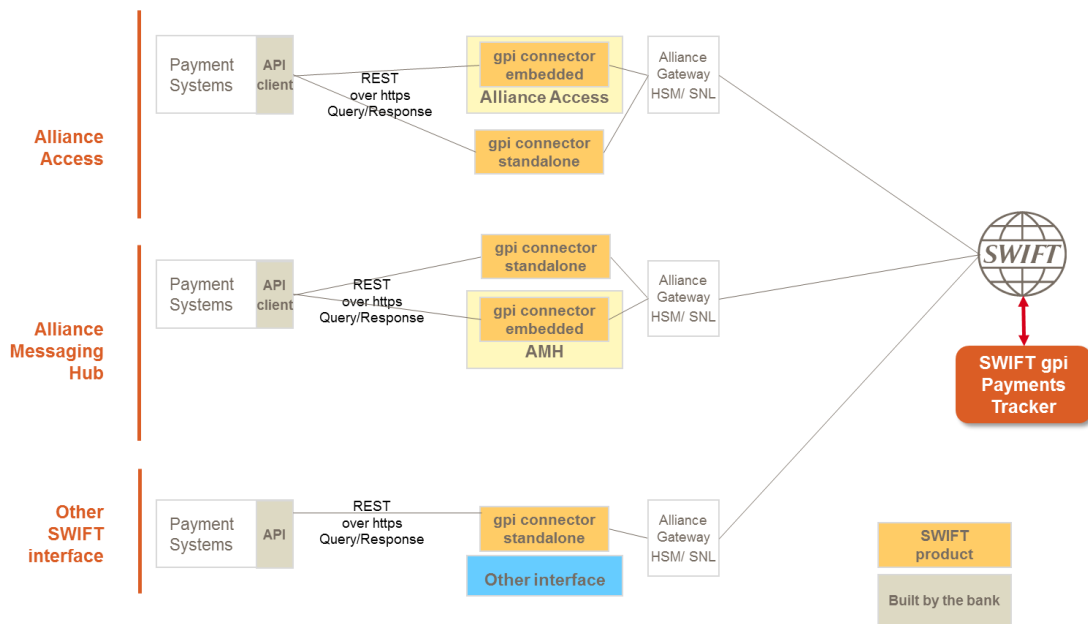 Alliance
Access
Payment
Systems
API
client
REST
over https
Query/Response
gpi connector
embedded
Alliance Access
gpi connector
standalone
Alliance
Gateway
HSM/ SNL
Alliance
Messaging
Hub
Payment
Systems
API
client
REST
over https
Query/Response
gpi connector
standalone
gpi connector
embedded
AMH
Alliance
Gateway
HSM/ SNL
SWIFT
SWIFT gpi
Payments
Tracker
Other
SWIFT
interface
Payment
Systems
API
REST
over https
Query/Response
gpi connector
standalone
Other interface
Alliance
Gateway
HSM/ SNL
SWIFT
product
Built by the bank